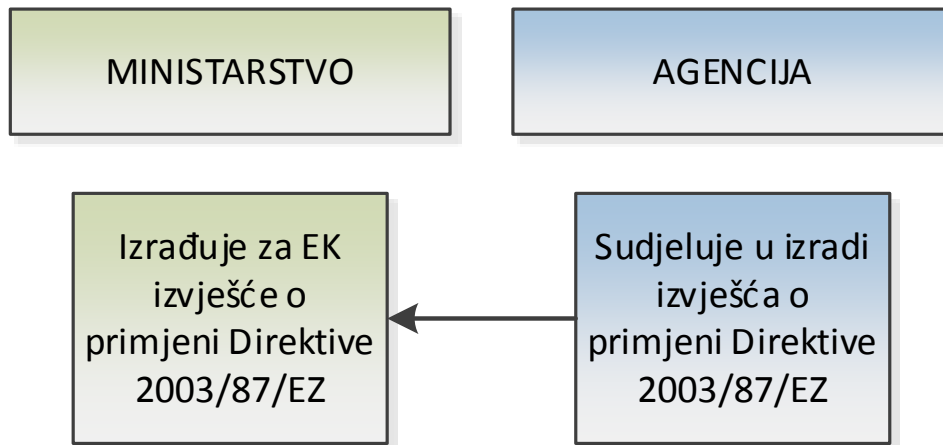 MINISTARSTVO
AGENCIJA
Izrađuje za EK
izvješće o
primjeni Direktive
2003/87/EZ
Sudjeluje u izradi
izvješća o
primjeni Direktive
2003/87/EZ